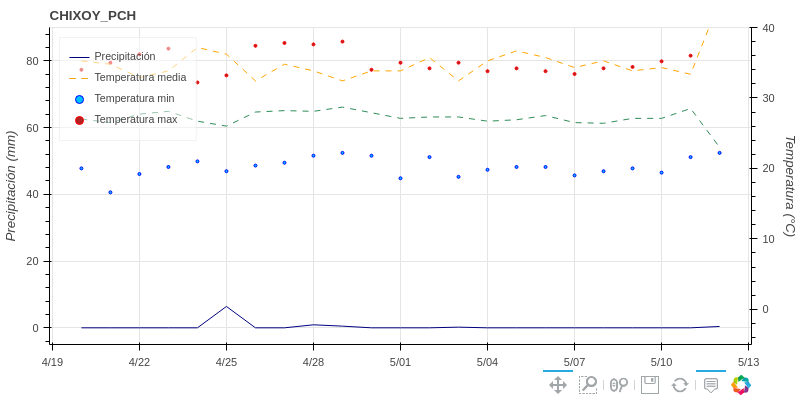 CHIXOY_PCH
Precipitación
Temperatura media
Temperatura min
Temperatura max
80
60
40
20
0
Precipitación (mm)
40
30
20
10
0
Temperatura (°C)
4/19
4/22
4/25
4/28
5/01
5/04
5/07
5/10
5/13